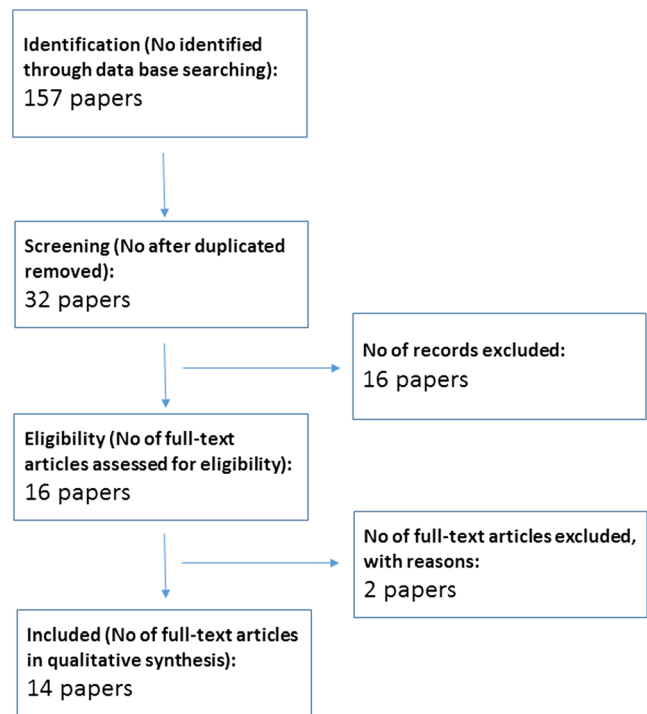 Identification (No identified
through data base searching):
157 papers
Screening (No after duplicated
removed):
32 papers
No of records excluded:
16 papers
Eligibility (No of full-text
articles assessed for eligibility):
16 papers
No of full-text articles excluded,
with reasons:
2 papers
Included (No of full-text articles
in qualitative synthesis):
14 papers